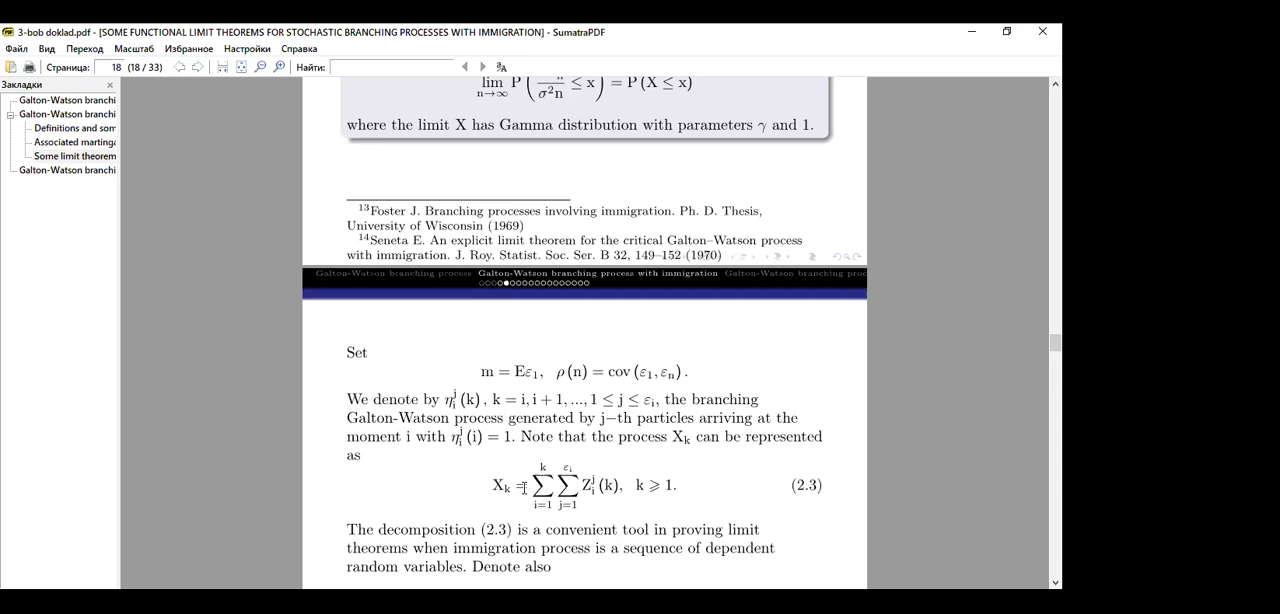 3-bob doklad.pdf - [SOME FUNCTIONAL LIMIT THEOREMS FOR STOCHASTIC BRANCHING PROCESSES WITH IMMIGRATION] - SumatraPDF
Файл Вид Переход Масштаб Избранное Настройки Справка
Страница: 18 (18 / 33) Найти:
Закладки
Galton-Watson branchi
Galton-Watson branchi
Definitions and som
Associated marting
Some limit theorem
Galton-Watson branchi
lim P ( / σ²n ≤ x ) = P (X ≤ x)
n→∞
where the limit X has Gamma distribution with parameters γ and 1.
13 Foster J. Branching processes involving immigration. Ph. D. Thesis,
University of Wisconsin (1969)
14 Seneta E. An explicit limit theorem for the critical Galton–Watson process
with immigration. J. Roy. Statist. Soc. Ser. B 32, 149–152 (1970)
Galton-Watson branching process Galton-Watson branching process with immigration Galton-Watson branching proc
Set
m = Eε₁, ρ (n) = cov (ε₁, εₙ) .
We denote by ηᵢʲ (k) , k = i, i + 1, ..., 1 ≤ j ≤ εᵢ, the branching
Galton-Watson process generated by j−th particles arriving at the
moment i with ηᵢʲ (i) = 1. Note that the process Xₖ can be represented
as
k εᵢ
Xₖ = ∑ ∑ Zᵢʲ (k), k ⩾ 1. (2.3)
i=1 j=1
The decomposition (2.3) is a convenient tool in proving limit
theorems when immigration process is a sequence of dependent
random variables. Denote also